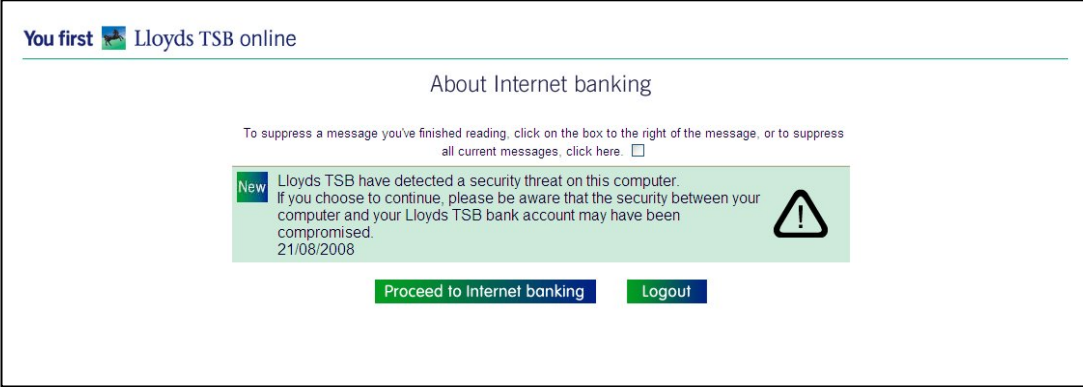 You first Lloyds TSB online
About Internet banking
To suppress a message you've finished reading, click on the box to the right of the message, or to suppress
all current messages, click here.
New
Lloyds TSB have detected a security threat on this computer.
If you choose to continue, please be aware that the security between your
computer and your Lloyds TSB bank account may have been
compromised.
21/08/2008
Proceed to Internet banking Logout